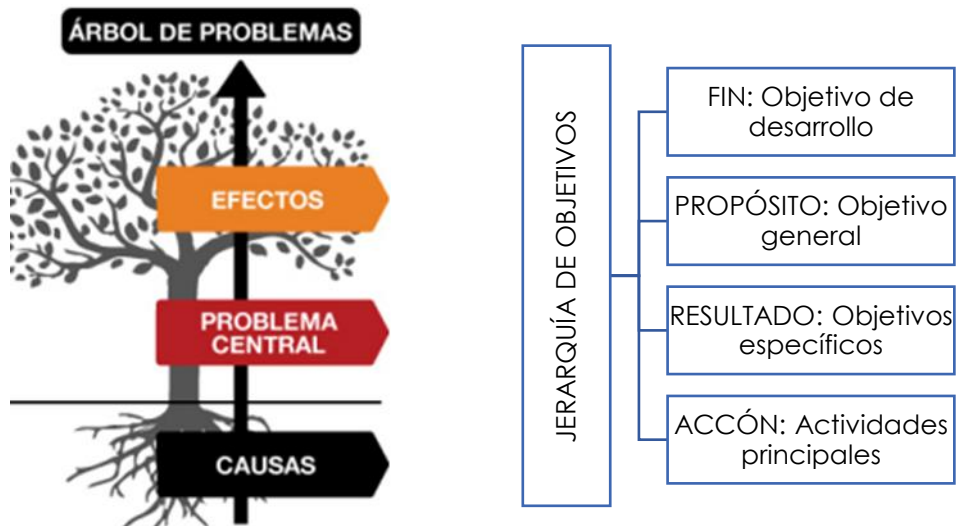 ÁRBOL DE PROBLEMAS
EFECTOS
PROBLEMA
CENTRAL
CAUSAS
JERARQUÍA DE OBJETIVOS
FIN: Objetivo de
desarrollo
PROPÓSITO: Objetivo
general
RESULTADO: Objetivos
específicos
ACCÓN: Actividades
principales